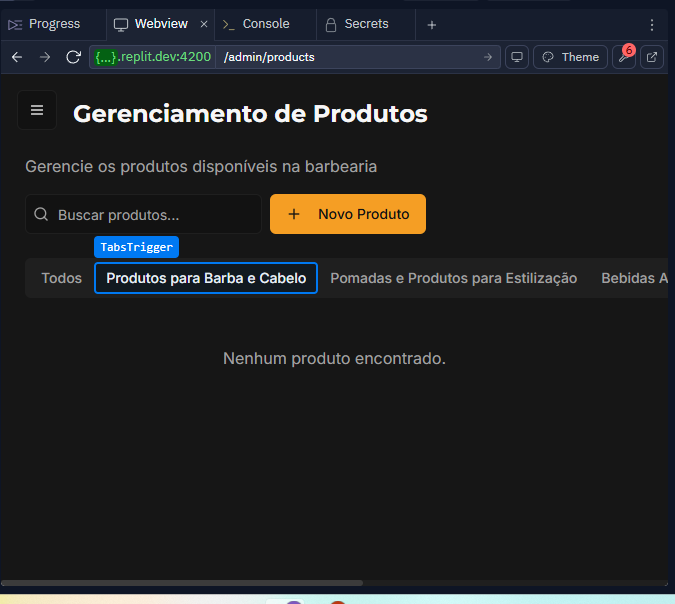 Progress
Webview
Console
Secrets
{...}.replit.dev:4200 /admin/products
Theme
6
Gerenciamento de Produtos
Gerencie os produtos disponíveis na barbearia
Buscar produtos...
Novo Produto
TabsTrigger
Todos
Produtos para Barba e Cabelo
Pomadas e Produtos para Estilização
Bebidas A
Nenhum produto encontrado.